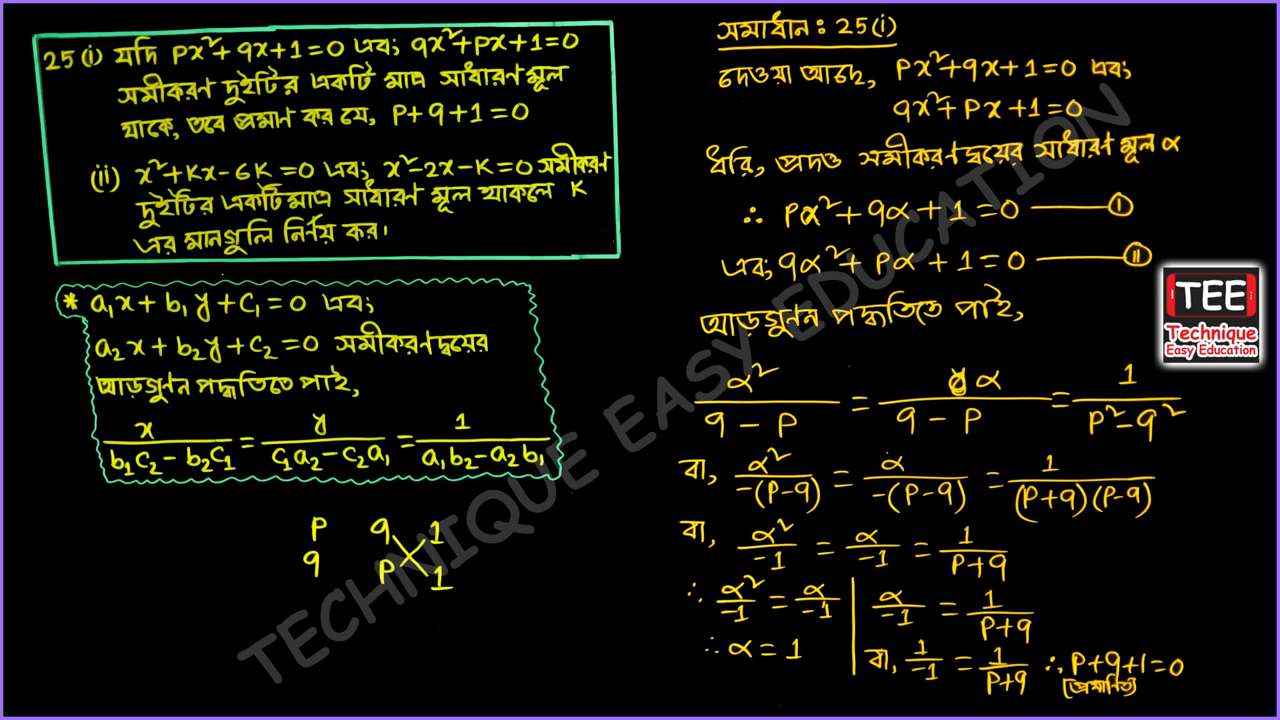 25 (i) যদি px²+qx+1=0 এবং qx²+px+1=0
সমীকরণ দুইটির একটি মাত্র সাধারণ মূল
থাকে, তবে প্রমাণ কর যে, p+q+1=0
(ii) x²+Kx-6K=0 এবং x²-2x-K=0 সমীকরণ
দুইটির একটিমাত্র সাধারণ মূল থাকলে K
এর মানগুলি নির্ণয় কর।
* a₁x+b₁y+c₁=0 এবং
a₂x+b₂y+c₂=0 সমীকরণদ্বয়ের
আড়গুণন পদ্ধতিতে পাই,
x/(b₁c₂-b₂c₁) = y/(c₁a₂-c₂a₁) = 1/(a₁b₂-a₂b₁)
p q 1
q p 1
সমাধান: 25(i)
দেওয়া আছে, px²+qx+1=0 এবং
qx²+px+1=0
ধরি, প্রদত্ত সমীকরণদ্বয়ের সাধারণ মূল α
∴ pα²+qα+1=0 ——— (i)
এবং qα²+pα+1=0 ——— (ii)
আড়গুণন পদ্ধতিতে পাই,
α²/(q-p) = α/(q-p) = 1/(p²-q²)
বা, α²/-(p-q) = α/-(p-q) = 1/(p+q)(p-q)
বা, α²/-1 = α/-1 = 1/(p+q)
∴ α²/-1 = α/-1
∴ α = 1
α/-1 = 1/(p+q)
বা, 1/-1 = 1/(p+q) ∴ p+q+1=0
[প্রমাণিত]
TEE
Technique
Easy Education
TECHNIQUE EASY EDUCATION